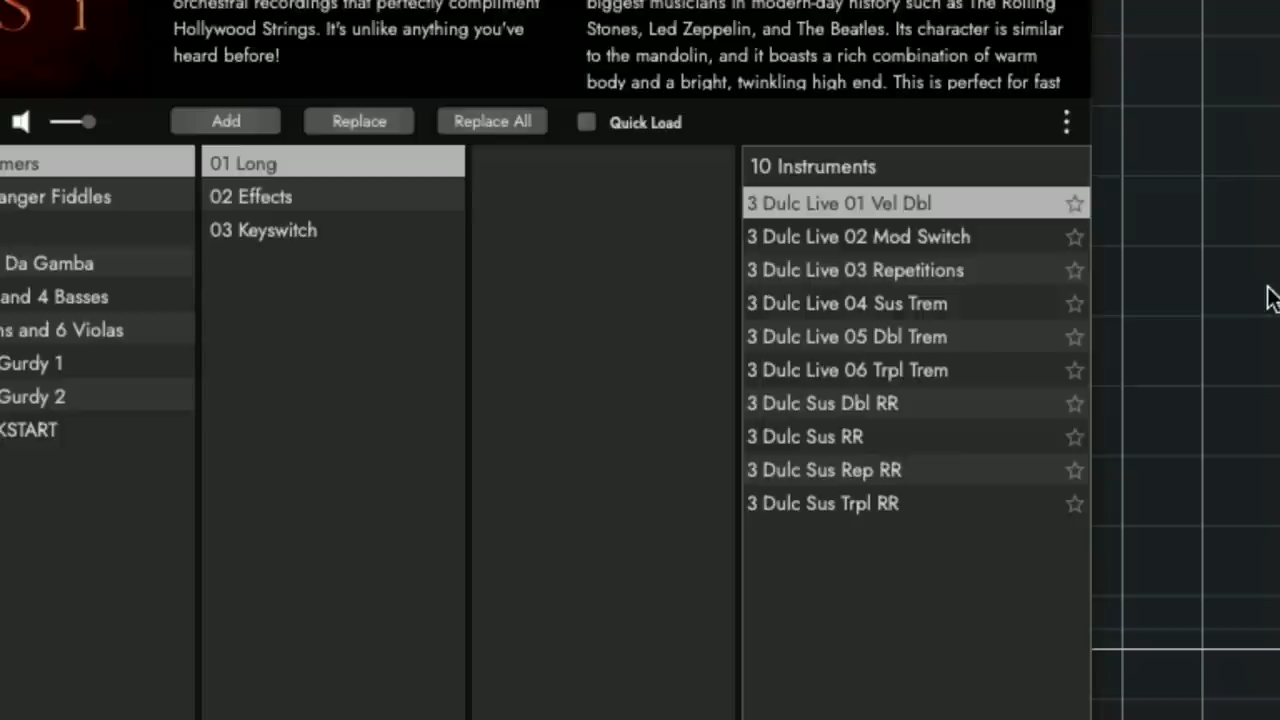 S i
orchestral recordings that perfectly compliment
Hollywood Strings. It's unlike anything you've
heard before!
biggest musicians in modern-day history such as The Rolling
Stones, Led Zeppelin, and The Beatles. Its character is similar
to the mandolin, and it boasts a rich combination of warm
body and a bright, twinkling high end. This is perfect for fast
Add
Replace
Replace All
Quick Load
mers
anger Fiddles
Da Gamba
and 4 Basses
ns and 6 Violas
Gurdy 1
Gurdy 2
KSTART
01 Long
02 Effects
03 Keyswitch
10 Instruments
3 Dulc Live 01 Vel Dbl
3 Dulc Live 02 Mod Switch
3 Dulc Live 03 Repetitions
3 Dulc Live 04 Sus Trem
3 Dulc Live 05 Dbl Trem
3 Dulc Live 06 Trpl Trem
3 Dulc Sus Dbl RR
3 Dulc Sus RR
3 Dulc Sus Rep RR
3 Dulc Sus Trpl RR